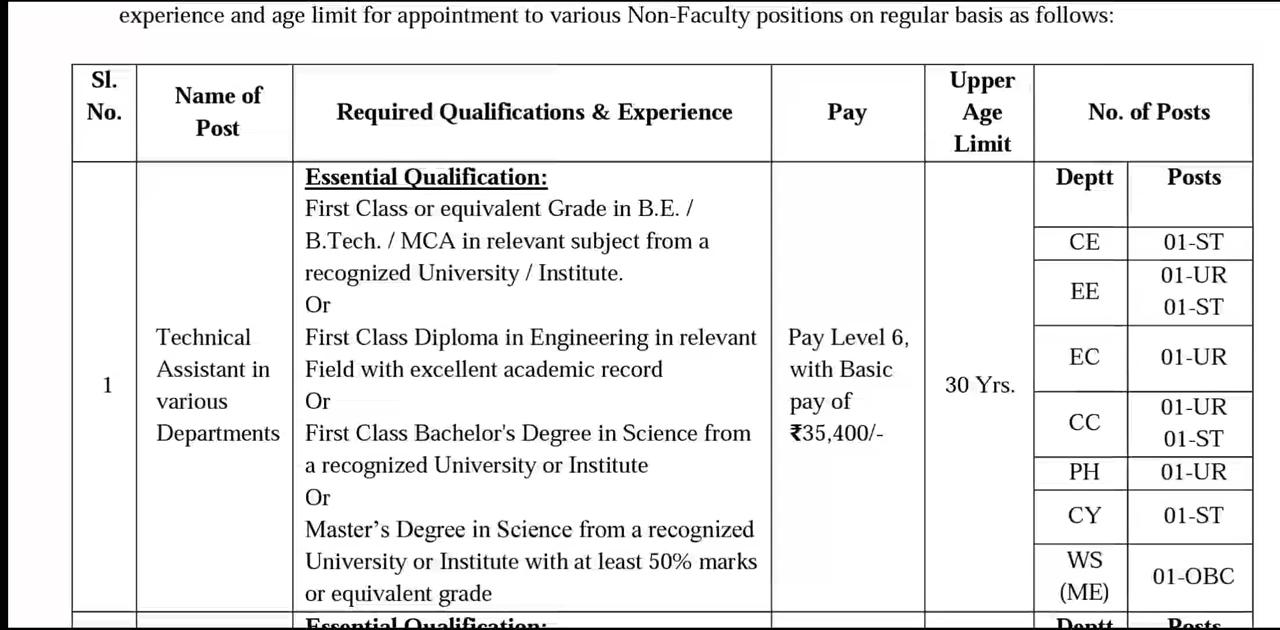 experience and age limit for appointment to various Non-Faculty positions on regular basis as follows:
Sl.
No.
Name of
Post
Required Qualifications & Experience
Pay
Upper
Age
Limit
No. of Posts
1
Technical
Assistant in
various
Departments
Essential Qualification:
First Class or equivalent Grade in B.E. /
B.Tech. / MCA in relevant subject from a
recognized University / Institute.
Or
First Class Diploma in Engineering in relevant
Field with excellent academic record
Or
First Class Bachelor's Degree in Science from
a recognized University or Institute
Or
Master’s Degree in Science from a recognized
University or Institute with at least 50% marks
or equivalent grade
Pay Level 6,
with Basic
pay of
₹35,400/-
30 Yrs.
Deptt
Posts
CE
01-ST
EE
01-UR
01-ST
EC
01-UR
CC
01-UR
01-ST
PH
01-UR
CY
01-ST
WS
(ME)
01-OBC
Essential Qualification:
Deptt
Posts